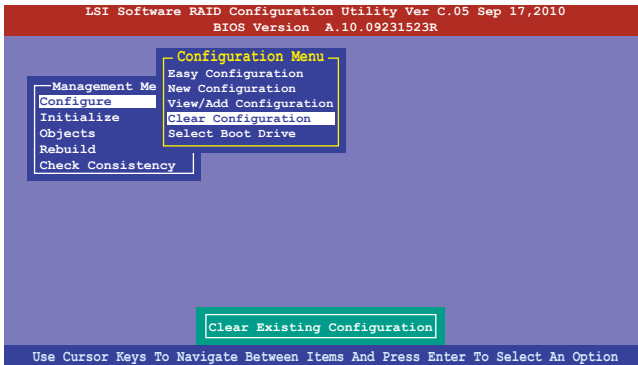 LSI Software RAID Configuration Utility Ver C.05 Sep 17,2010
BIOS Version A.10.09231523R
Configuration Menu
Easy Configuration
New Configuration
View/Add Configuration
Clear Configuration
Select Boot Drive
Management Me
Configure
Initialize
Objects
Rebuild
Check Consistency
Clear Existing Configuration
Use Cursor Keys To Navigate Between Items And Press Enter To Select An Option